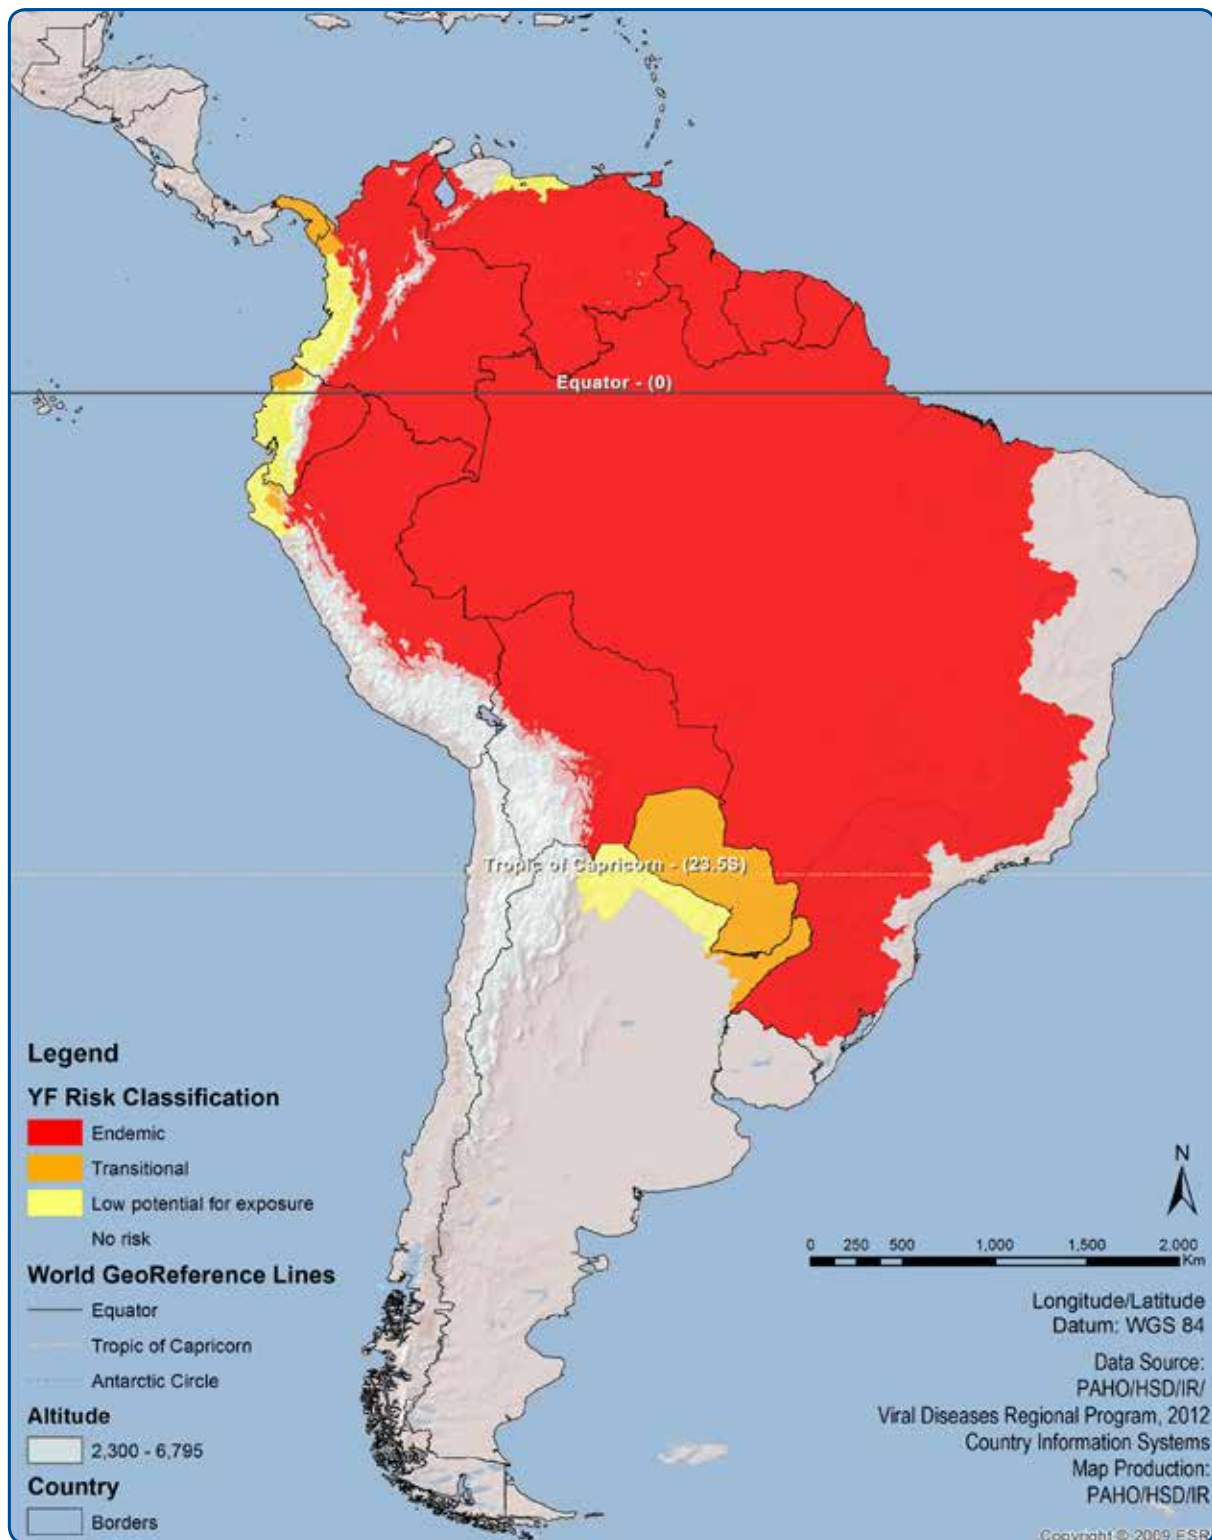 Equator - (0)
Tropic of Capricorn - (23.5S)
Legend
YF Risk Classification
Endemic
Transitional
Low potential for exposure
No risk
World GeoReference Lines
Equator
Tropic of Capricorn
Antarctic Circle
Altitude
2,300 - 6,795
Country
Borders
N
0 250 500 1,000 1,500 2.000
Km
Longitude/Latitude
Datum: WGS 84
Data Source:
PAHO/HSD/IR/
Viral Diseases Regional Program, 2012
Country Information Systems
Map Production:
PAHO/HSD/IR
Copyright © 2009 ESR